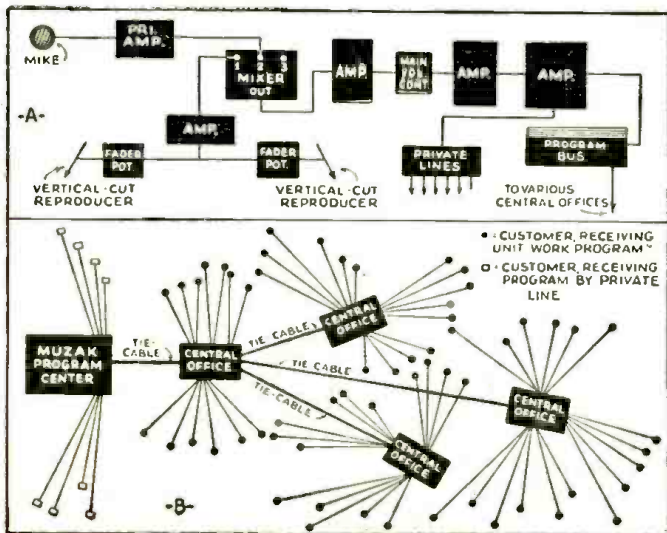 -A-
MIKE
PRI.
AMP.
1 2 3
MIXER
OUT
AMP.
MAIN
VOL.
CONT.
AMP.
AMP.
AMP.
FADER
POT.
FADER
POT.
VERTICAL-CUT
REPRODUCER
VERTICAL-CUT
REPRODUCER
PRIVATE
LINES
PROGRAM
BUS
TO VARIOUS
CENTRAL OFFICES
-B-
MUZAK
PROGRAM
CENTER
TIE-
CABLE
CENTRAL
OFFICE
TIE CABLE
CENTRAL
OFFICE
TIE CABLE
CENTRAL
OFFICE
TIE-CABLE
CENTRAL
OFFICE
= CUSTOMER, RECEIVING
UNIT WORK PROGRAM"
= CUSTOMER, RECEIVING
PROGRAM BY PRIVATE
LINE